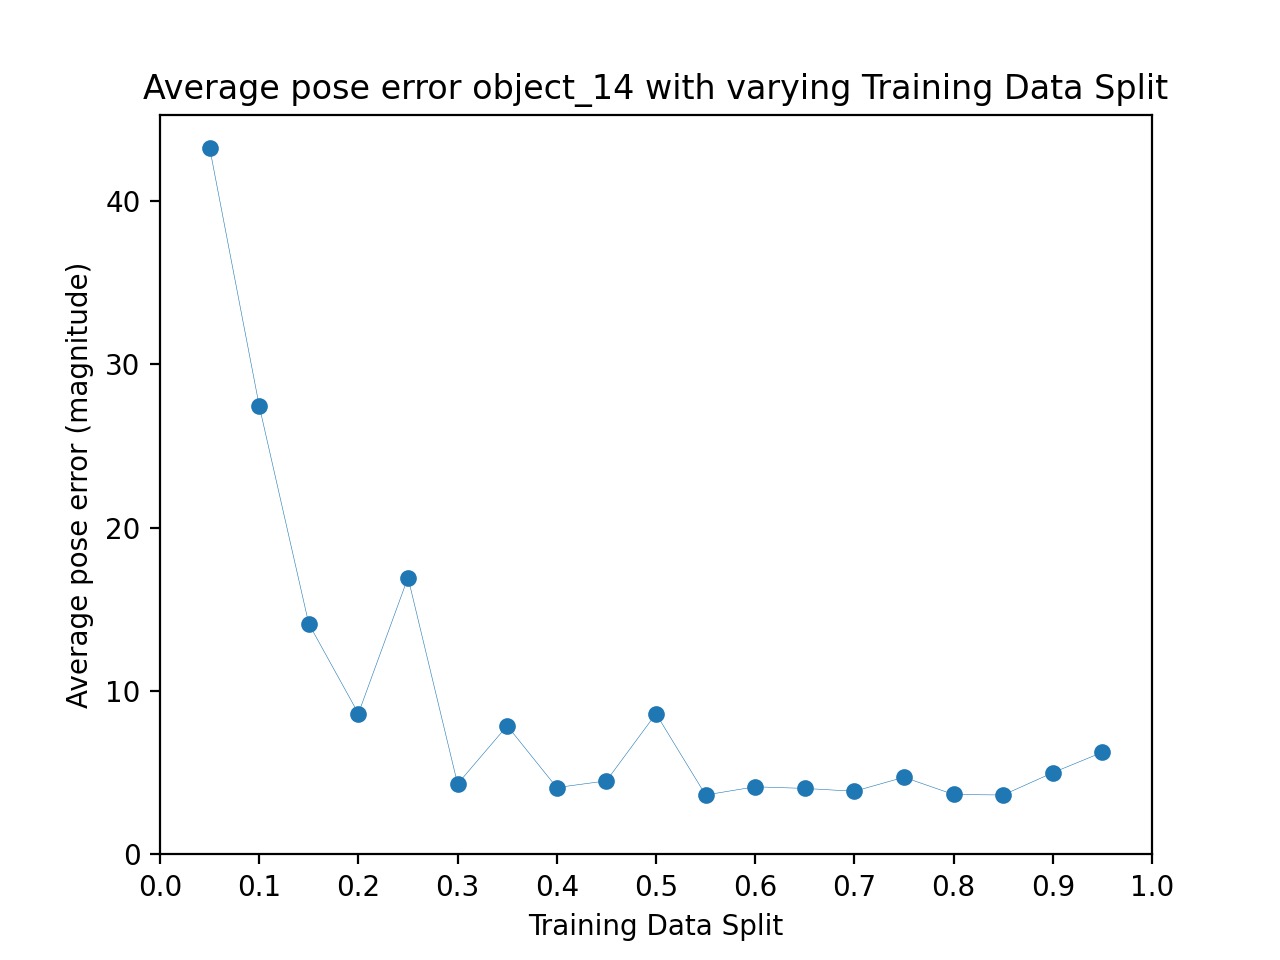 Average pose error object_14 with varying Training Data Split
Average pose error (magnitude)
40
30
20
10
0
0.0 0.1 0.2 0.3 0.4 0.5 0.6 0.7 0.8 0.9 1.0
Training Data Split